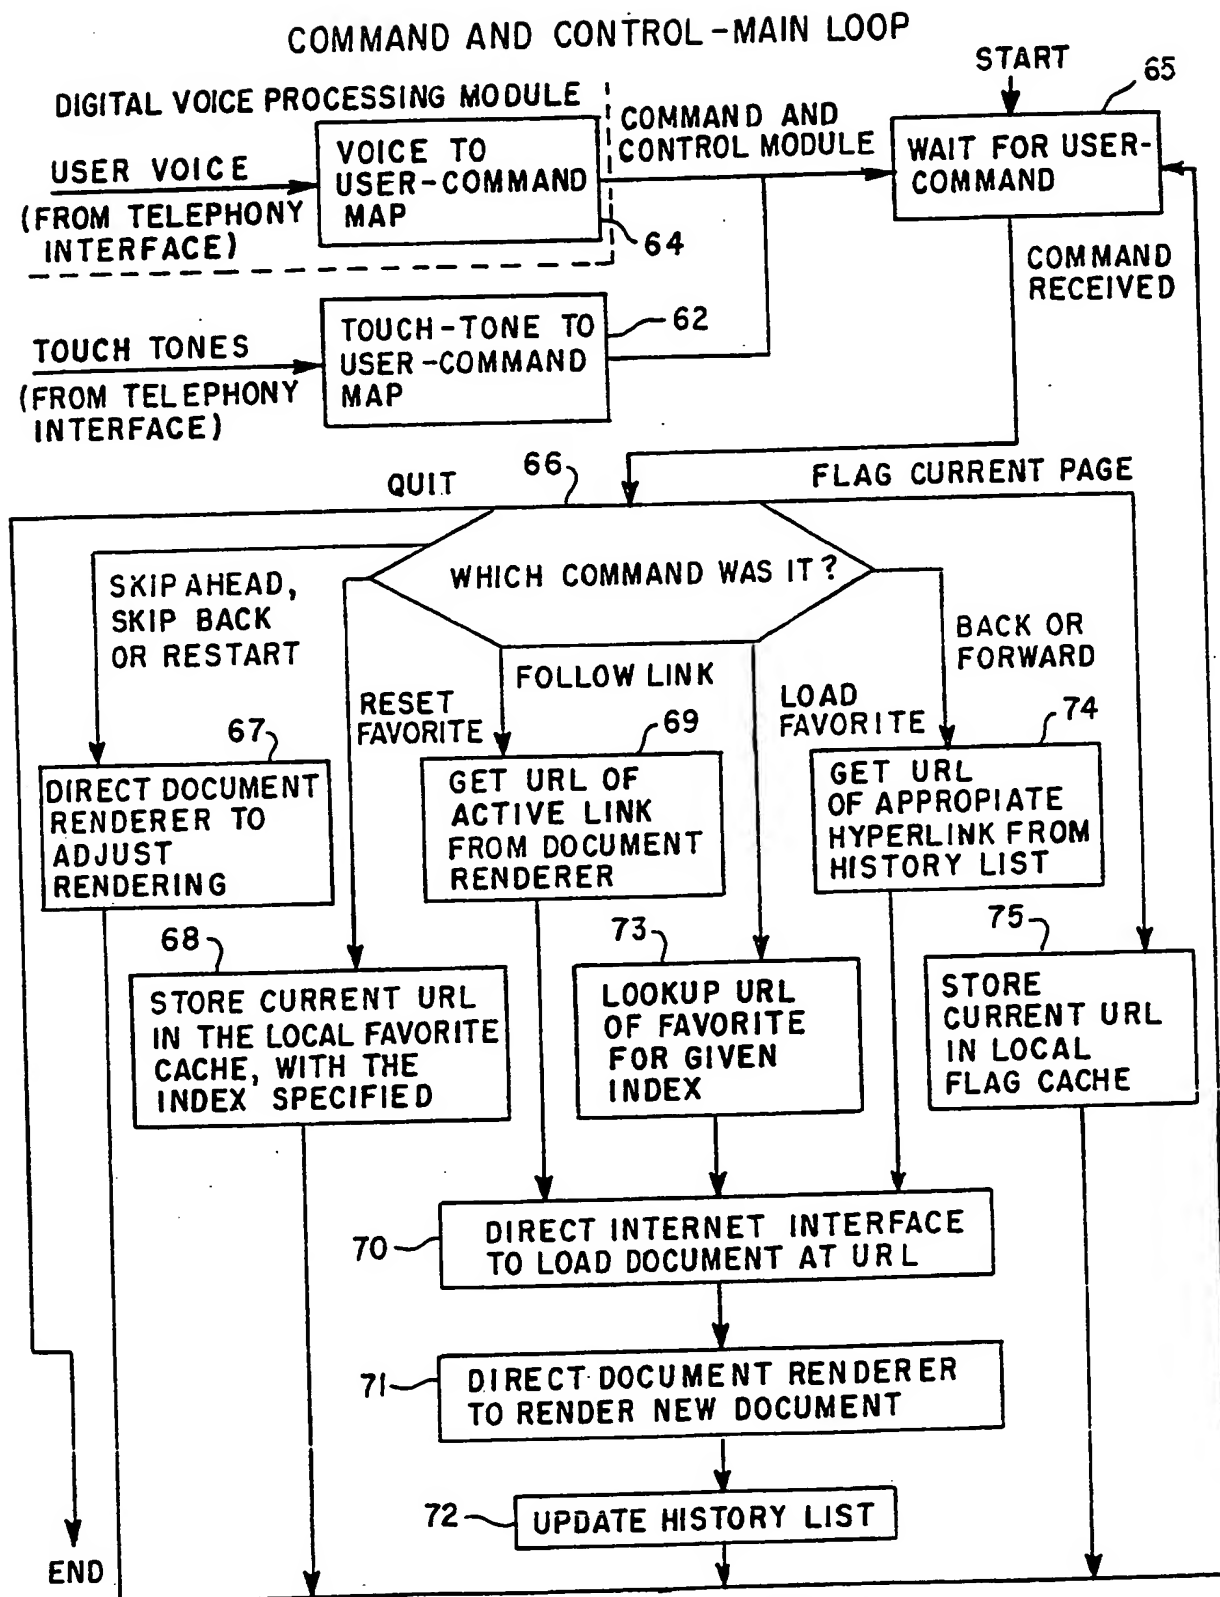 COMMAND AND CONTROL-MAIN LOOP
START
65
DIGITAL VOICE PROCESSING MODULE
COMMAND AND
CONTROL MODULE
USER VOICE
(FROM TELEPHONY
INTERFACE)
VOICE TO
USER-COMMAND
MAP
64
WAIT FOR USER-
COMMAND
COMMAND
RECEIVED
TOUCH TONES
(FROM TELEPHONY
INTERFACE)
TOUCH-TONE TO
USER-COMMAND
MAP
62
QUIT
66
FLAG CURRENT PAGE
WHICH COMMAND WAS IT?
SKIP AHEAD,
SKIP BACK
OR RESTART
RESET
FAVORITE
FOLLOW LINK
LOAD
FAVORITE
BACK OR
FORWARD
67
DIRECT DOCUMENT
RENDERER TO
ADJUST
RENDERING
69
GET URL OF
ACTIVE LINK
FROM DOCUMENT
RENDERER
74
GET URL
OF APPROPIATE
HYPERLINK FROM
HISTORY LIST
68
STORE CURRENT URL
IN THE LOCAL FAVORITE
CACHE, WITH THE
INDEX SPECIFIED
73
LOOKUP URL
OF FAVORITE
FOR GIVEN
INDEX
75
STORE
CURRENT URL
IN LOCAL
FLAG CACHE
70
DIRECT INTERNET INTERFACE
TO LOAD DOCUMENT AT URL
71
DIRECT DOCUMENT RENDERER
TO RENDER NEW DOCUMENT
72
UPDATE HISTORY LIST
END